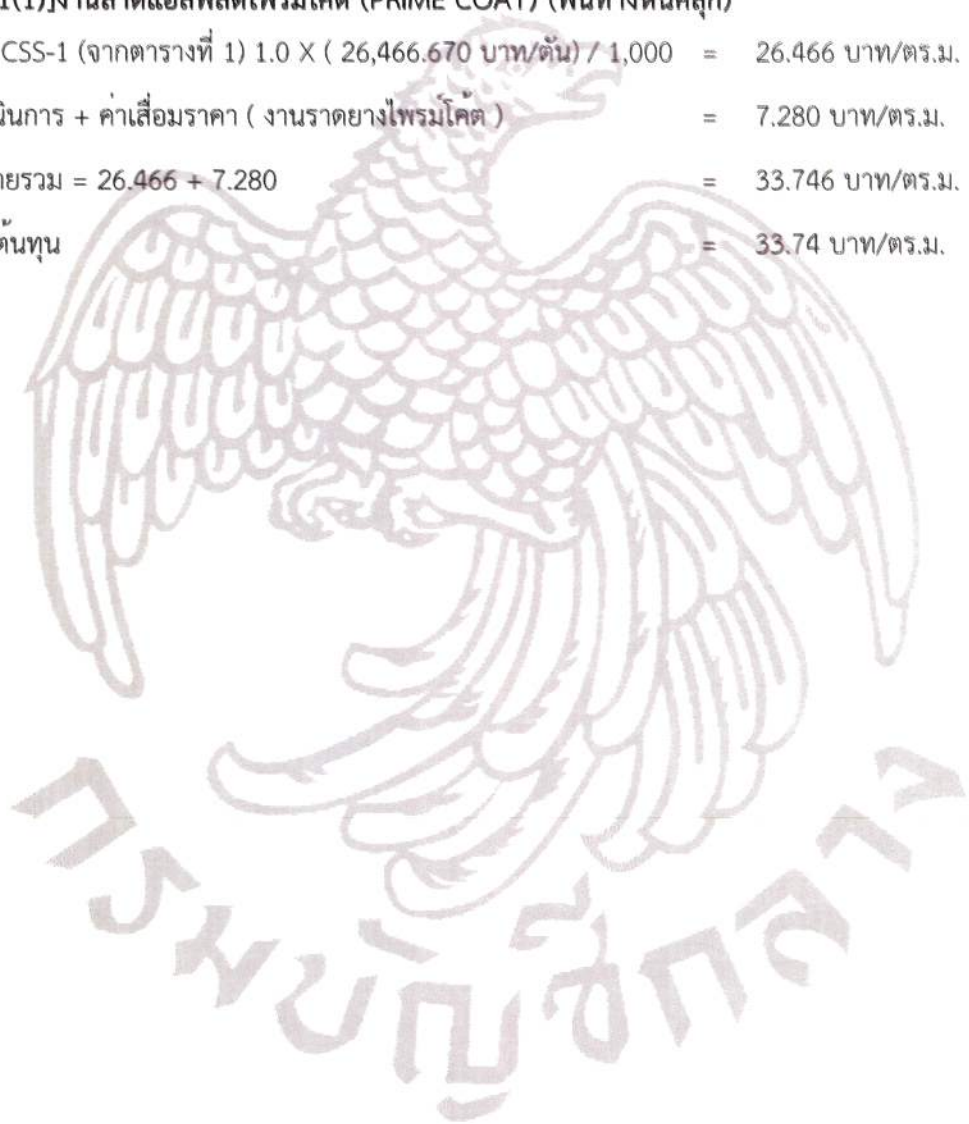 1(1)]งานลาดแอสฟัลต์ไพรม์โคต (PRIME COAT) (พื้นทางหินคลุก)
CSS-1 (จากตารางที่ 1) 1.0 X ( 26,466.670 บาท/ตัน) / 1,000 = 26.466 บาท/ตร.ม.
นินการ + ค่าเสื่อมราคา ( งานราดยางไพรม์โค้ต ) = 7.280 บาท/ตร.ม.
ายรวม = 26.466 + 7.280 = 33.746 บาท/ตร.ม.
ต้นทุน = 33.74 บาท/ตร.ม.
กรมบัญชีกลาง